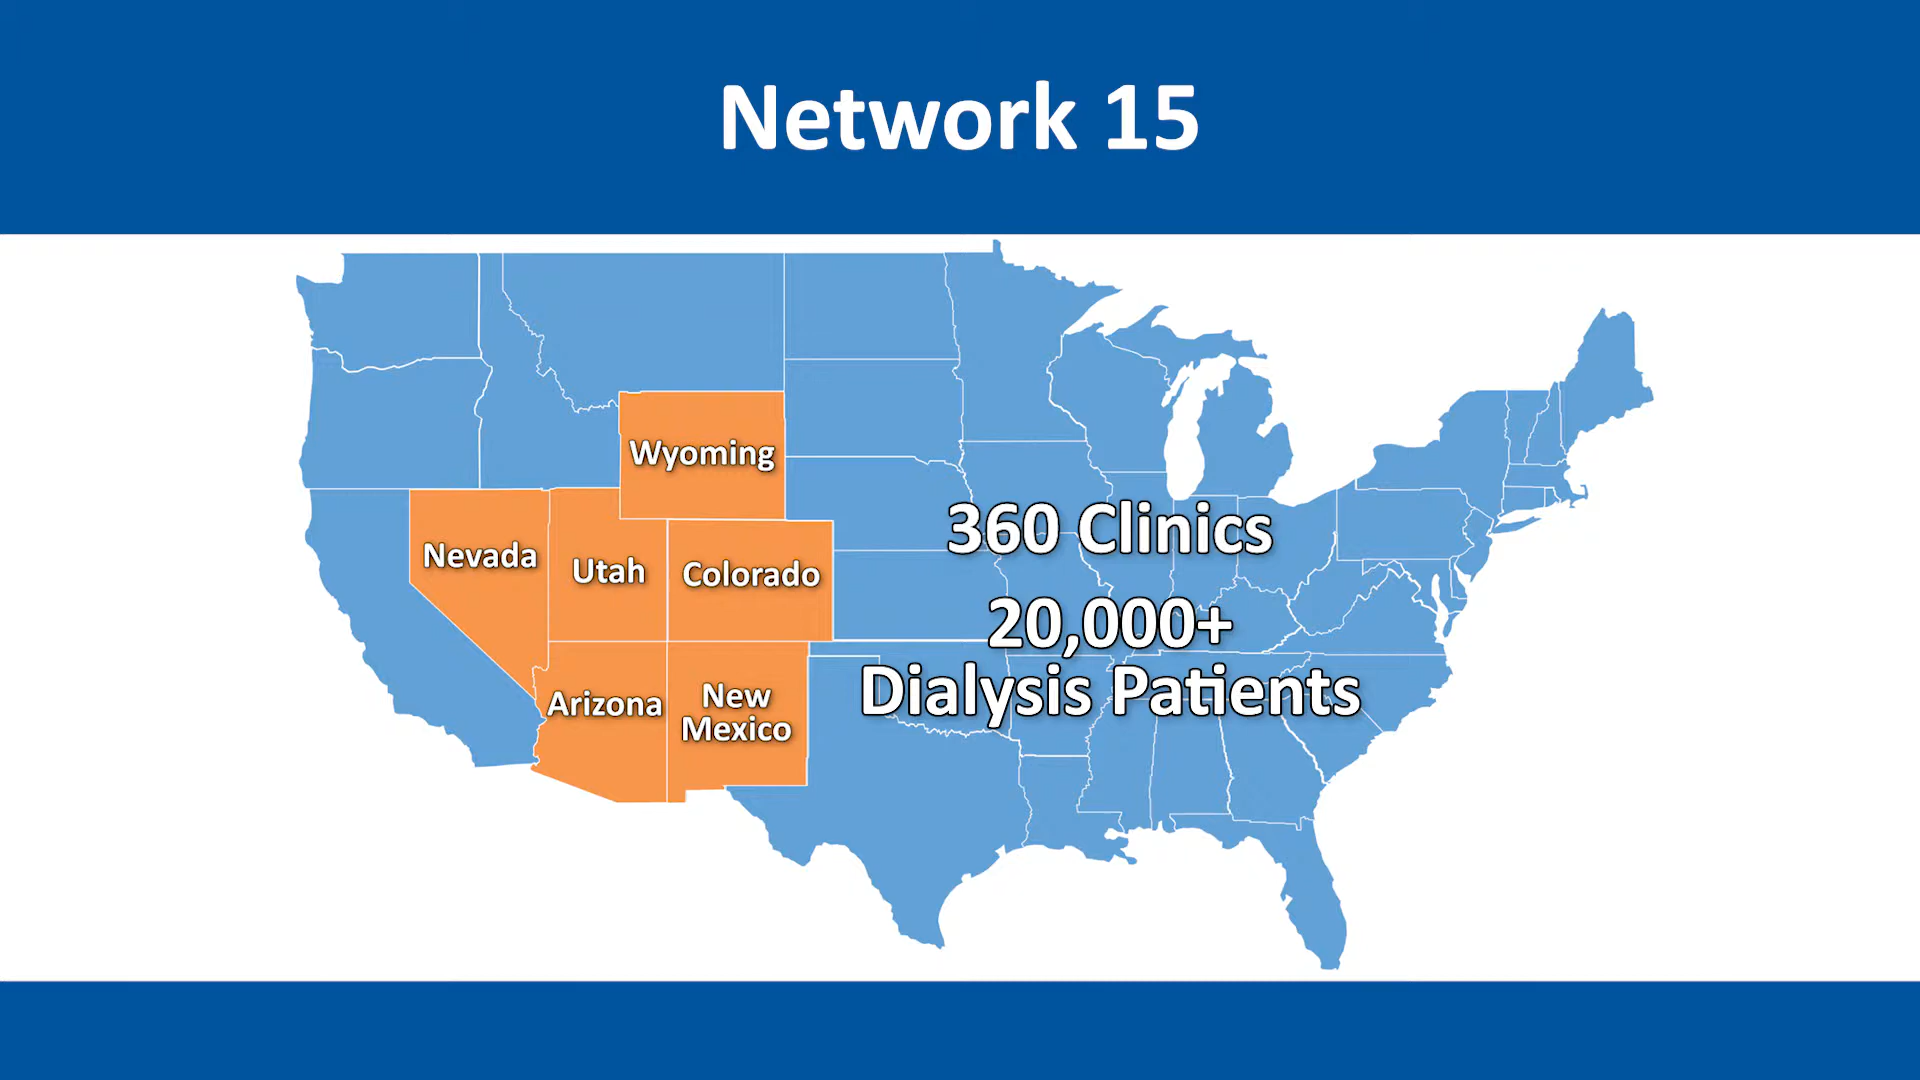 Network 15
Wyoming
Nevada
Utah
Colorado
Arizona
New
Mexico
360 Clinics
20,000+
Dialysis Patients